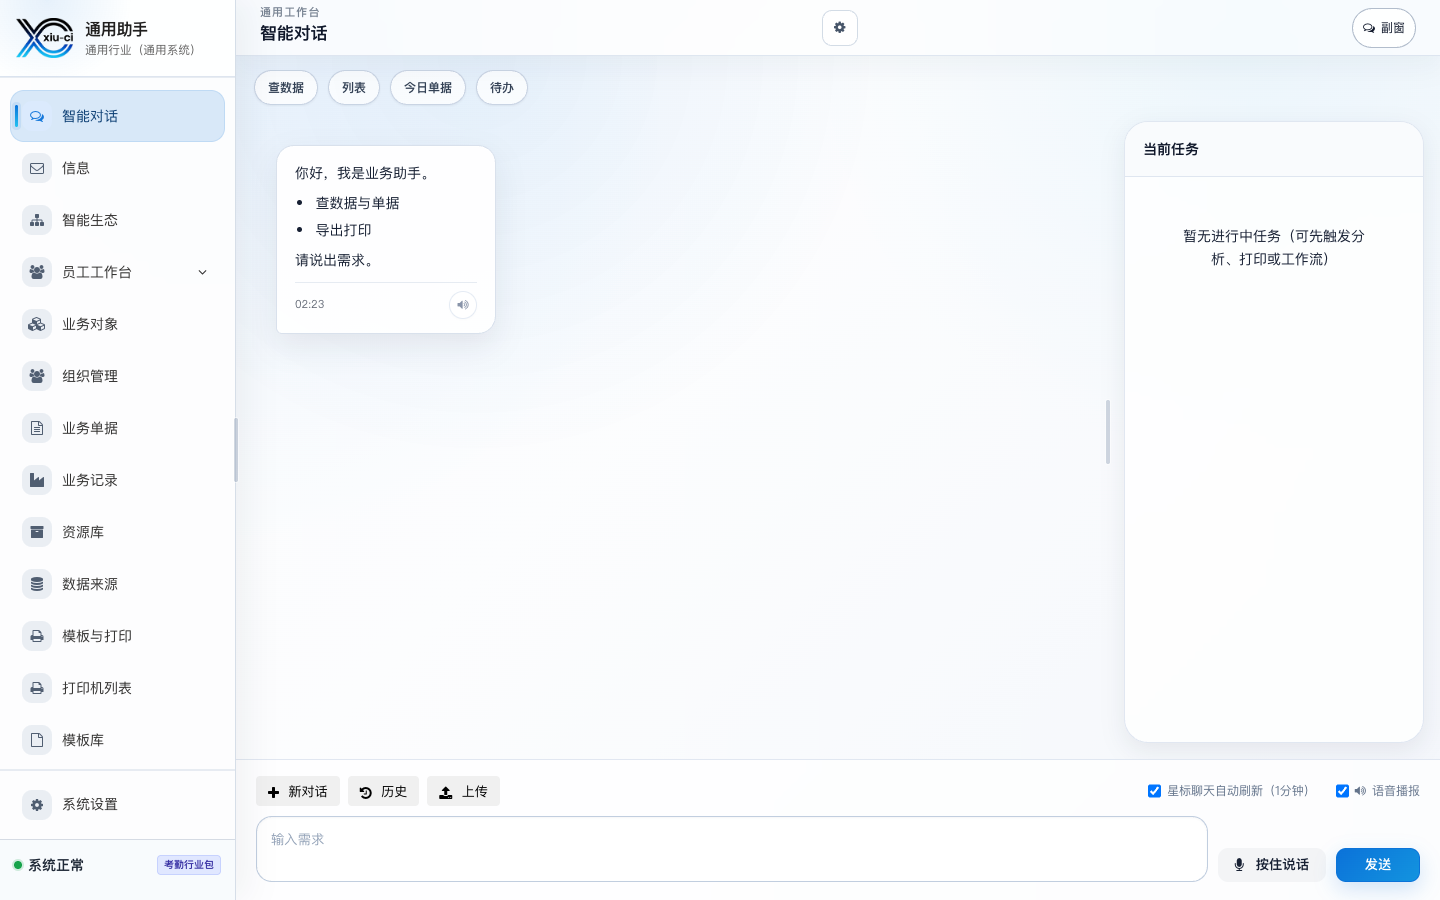 xiu-ci
通用助手
通用行业（通用系统）
智能对话
信息
智能生态
员工工作台
业务对象
组织管理
业务单据
业务记录
资源库
数据来源
模板与打印
打印机列表
模板库
系统设置
系统正常
考勤行业包
通用工作台
智能对话
副窗
查数据
列表
今日单据
待办
你好，我是业务助手。
• 查数据与单据
• 导出打印
请说出需求。
02:23
当前任务
暂无进行中任务（可先触发分
析、打印或工作流）
新对话
历史
上传
星标聊天自动刷新（1分钟）
语音播报
输入需求
按住说话
发送